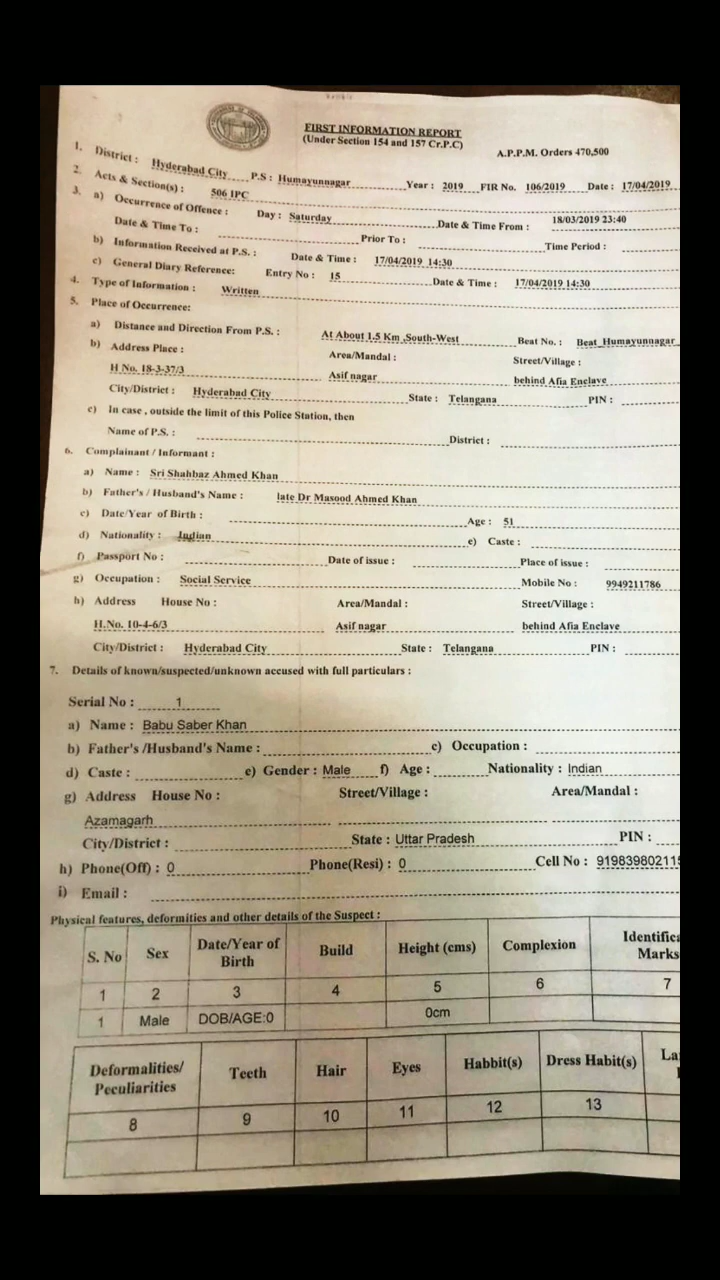 FIRST INFORMATION REPORT
(Under Section 154 and 157 Cr.P.C)
A.P.P.M. Orders 470,500
1. District : Hyderabad City P.S : Humayunnagar Year : 2019 FIR No. 106/2019 Date : 17/04/2019
2. Acts & Section(s) : 506 IPC
3. a) Occurrence of Offence : Day : Saturday Date & Time From : 18/03/2019 23:40
Date & Time To : Prior To : Time Period :
b) Information Received at P.S. : Date & Time : 17/04/2019 14:30
c) General Diary Reference: Entry No : 15 Date & Time : 17/04/2019 14:30
4. Type of Information : Written
5. Place of Occurrence:
a) Distance and Direction From P.S. : At About 1.5 Km ,South-West Beat No. : Beat_Humayunnagar_
b) Address Place : Area/Mandal : Street/Village :
H No. 18-3-37/3 Asif nagar behind Afia Enclave
City/District : Hyderabad City State : Telangana PIN :
c) In case , outside the limit of this Police Station, then
Name of P.S. : District :
6. Complainant / Informant :
a) Name : Sri Shahbaz Ahmed Khan
b) Father's / Husband's Name : late Dr Masood Ahmed Khan
c) Date/Year of Birth : Age : 51
d) Nationality : Indian e) Caste :
f) Passport No : Date of issue : Place of issue :
g) Occupation : Social Service Mobile No : 9949211786
h) Address House No : Area/Mandal : Street/Village :
H.No. 10-4-6/3 Asif nagar behind Afia Enclave
City/District : Hyderabad City State : Telangana PIN :
7. Details of known/suspected/unknown accused with full particulars :
Serial No : 1
a) Name : Babu Saber Khan
b) Father's /Husband's Name : c) Occupation :
d) Caste : e) Gender : Male f) Age : Nationality : Indian
g) Address House No : Street/Village : Area/Mandal :
Azamagarh
City/District : State : Uttar Pradesh PIN :
h) Phone(Off) : 0 Phone(Resi) : 0 Cell No : 91983980211
i) Email :
Physical features, deformities and other details of the Suspect :
S. No Sex Date/Year of Birth Build Height (cms) Complexion Marks
1 2 3 4 5 6 7
1 Male DOB/AGE:0 0cm
Deformalities/ Peculiarities Teeth Hair Eyes Habbit(s) Dress Habit(s)
8 9 10 11 12 13